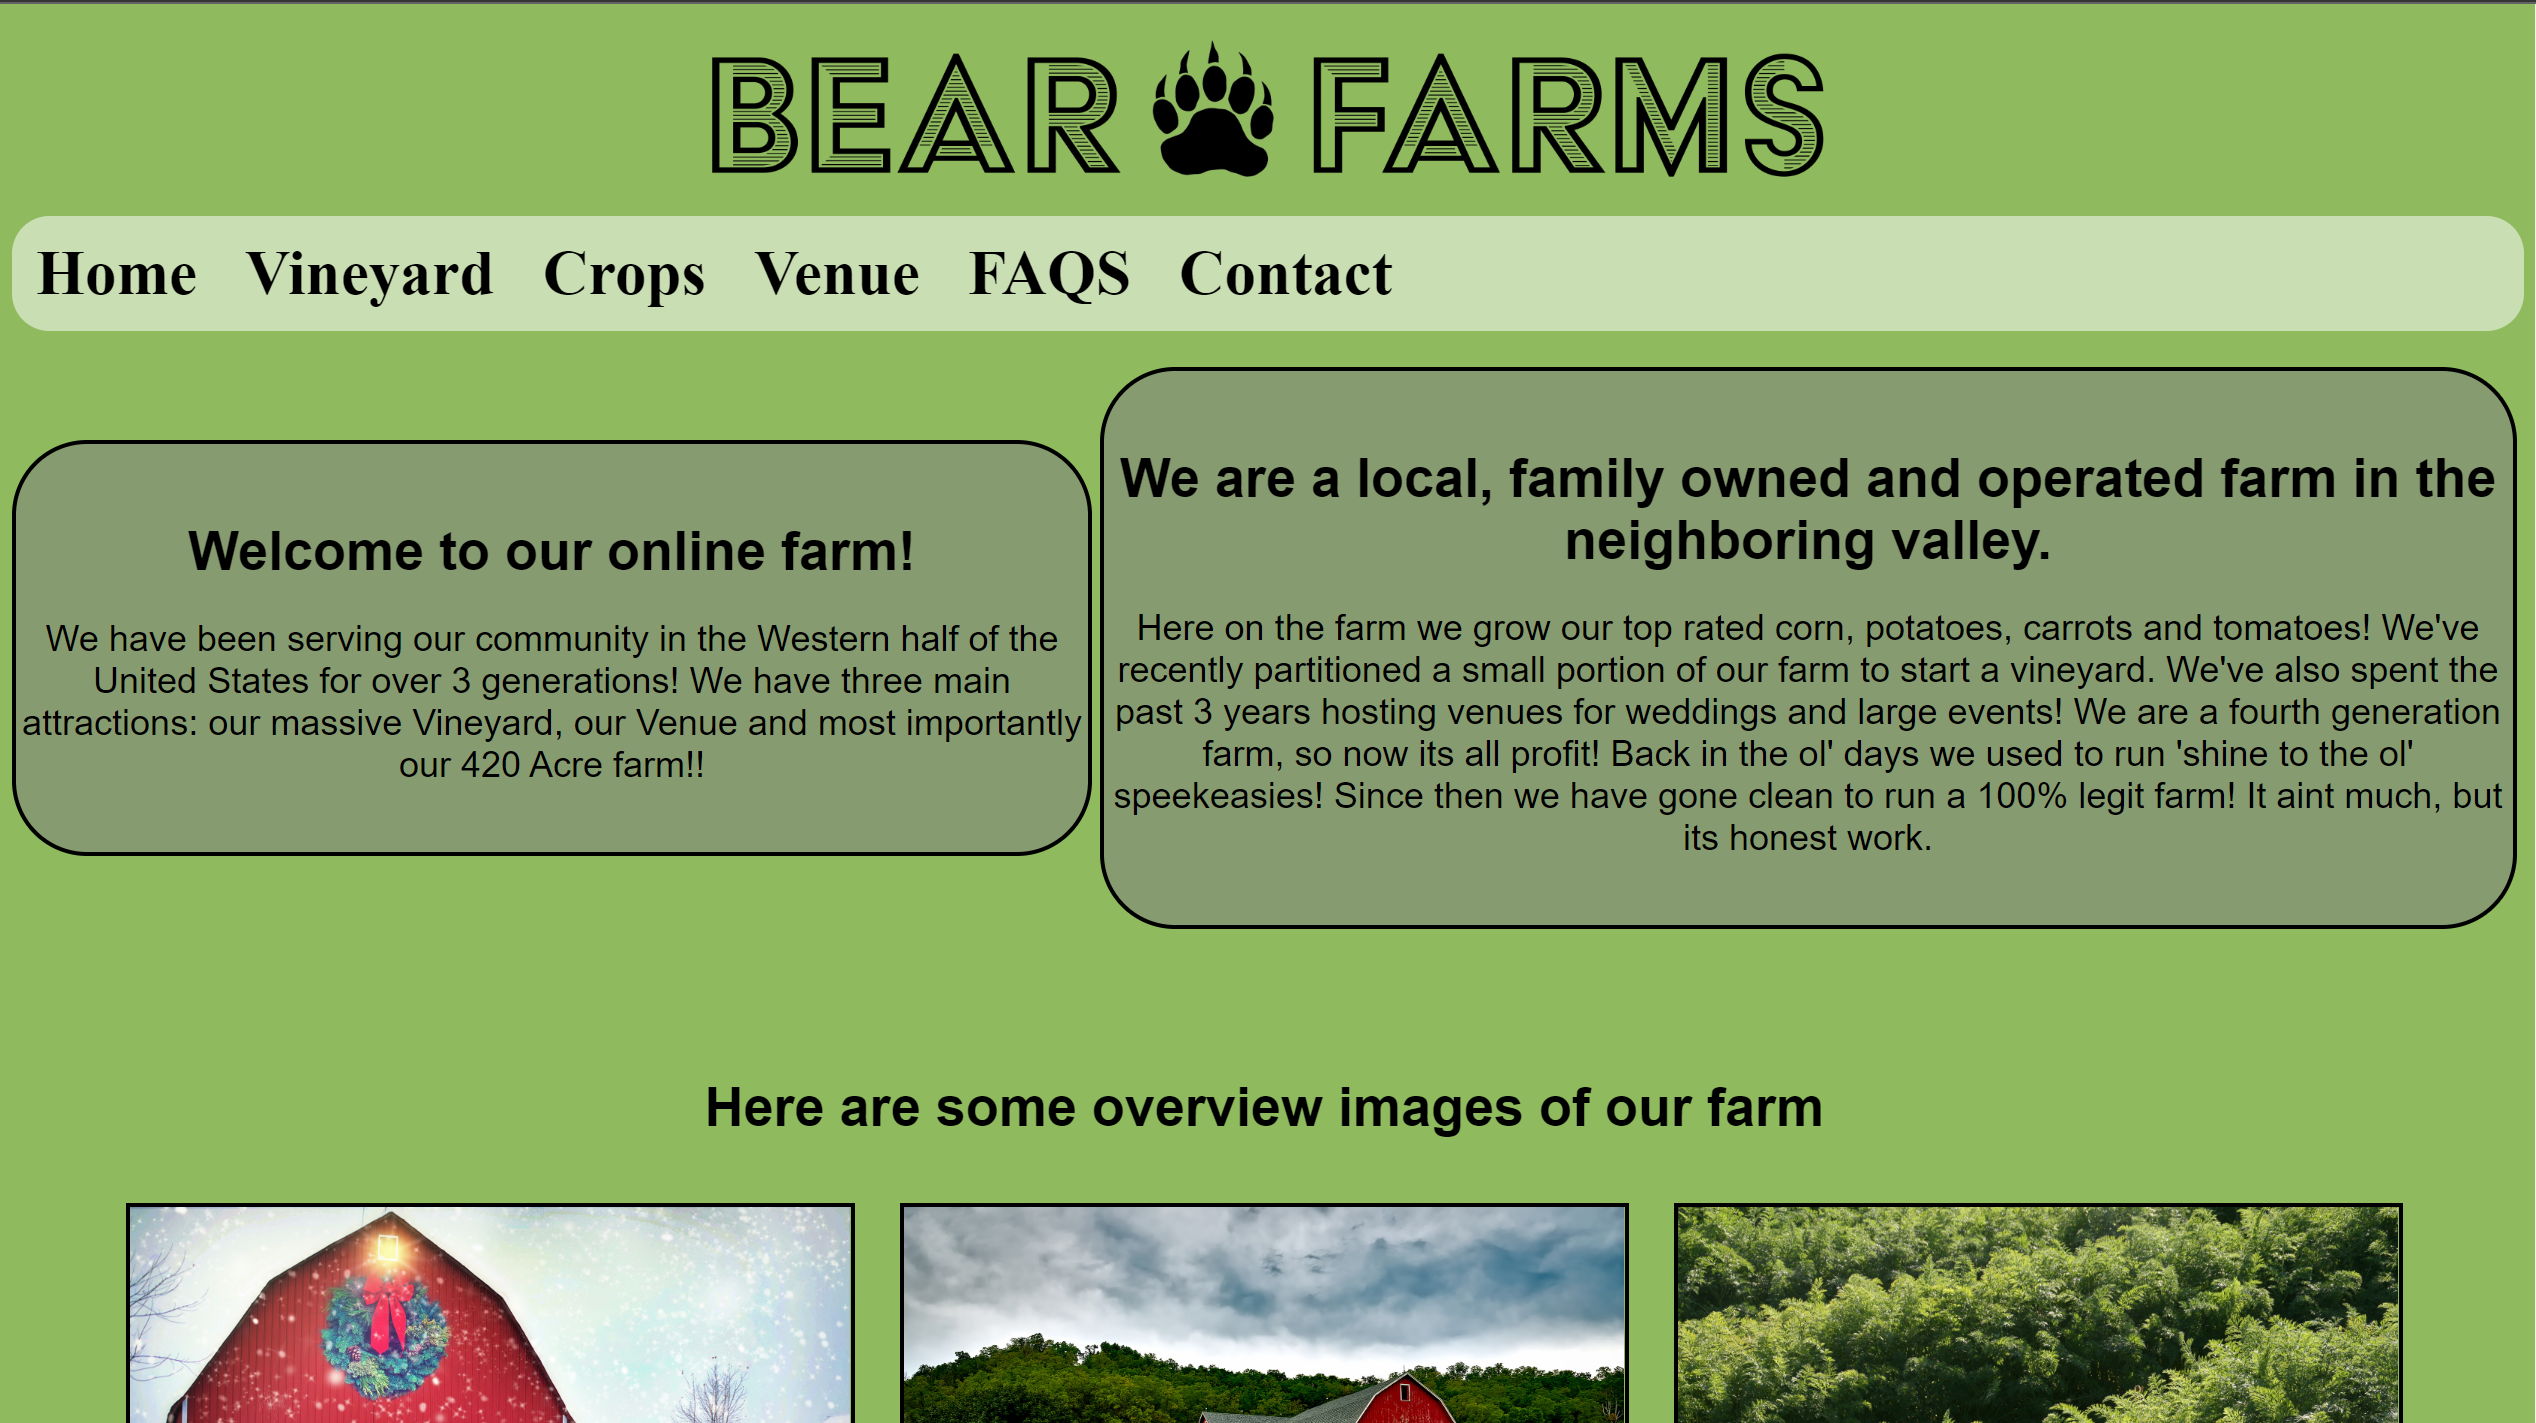 BEAR FARMS
Home Vineyard Crops Venue FAQS Contact
Welcome to our online farm!
We have been serving our community in the Western half of the
United States for over 3 generations! We have three main
attractions: our massive Vineyard, our Venue and most importantly
our 420 Acre farm!!
We are a local, family owned and operated farm in the
neighboring valley.
Here on the farm we grow our top rated corn, potatoes, carrots and tomatoes! We've
recently partitioned a small portion of our farm to start a vineyard. We've also spent the
past 3 years hosting venues for weddings and large events! We are a fourth generation
farm, so now its all profit! Back in the ol' days we used to run 'shine to the ol'
speekeasies! Since then we have gone clean to run a 100% legit farm! It aint much, but
its honest work.
Here are some overview images of our farm